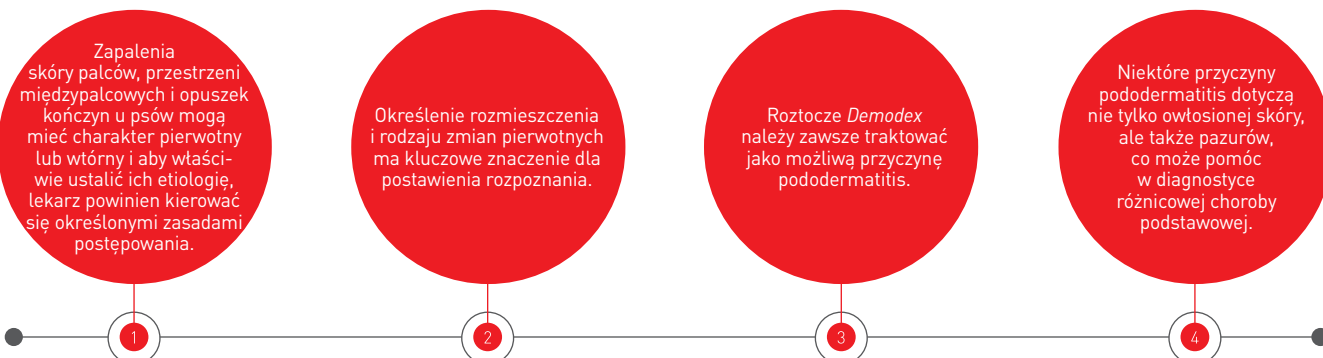 Zapalenia
skóry palców, przestrzeni
międzypalcowych i opuszek
kończyn u psów mogą
mieć charakter pierwotny
lub wtórny i aby właści-
wie ustalić ich etiologię,
lekarz powinien kierować
się określonymi zasadami
postępowania.
1
Określenie rozmieszczenia
i rodzaju zmian pierwotnych
ma kluczowe znaczenie dla
postawienia rozpoznania.
2
Roztocze Demodex
należy zawsze traktować
jako możliwą przyczynę
pododermatitis.
3
Niektóre przyczyny
pododermatitis dotyczą
nie tylko owłosionej skóry,
ale także pazurów,
co może pomóc
w diagnostyce
różnicowej choroby
podstawowej.
4